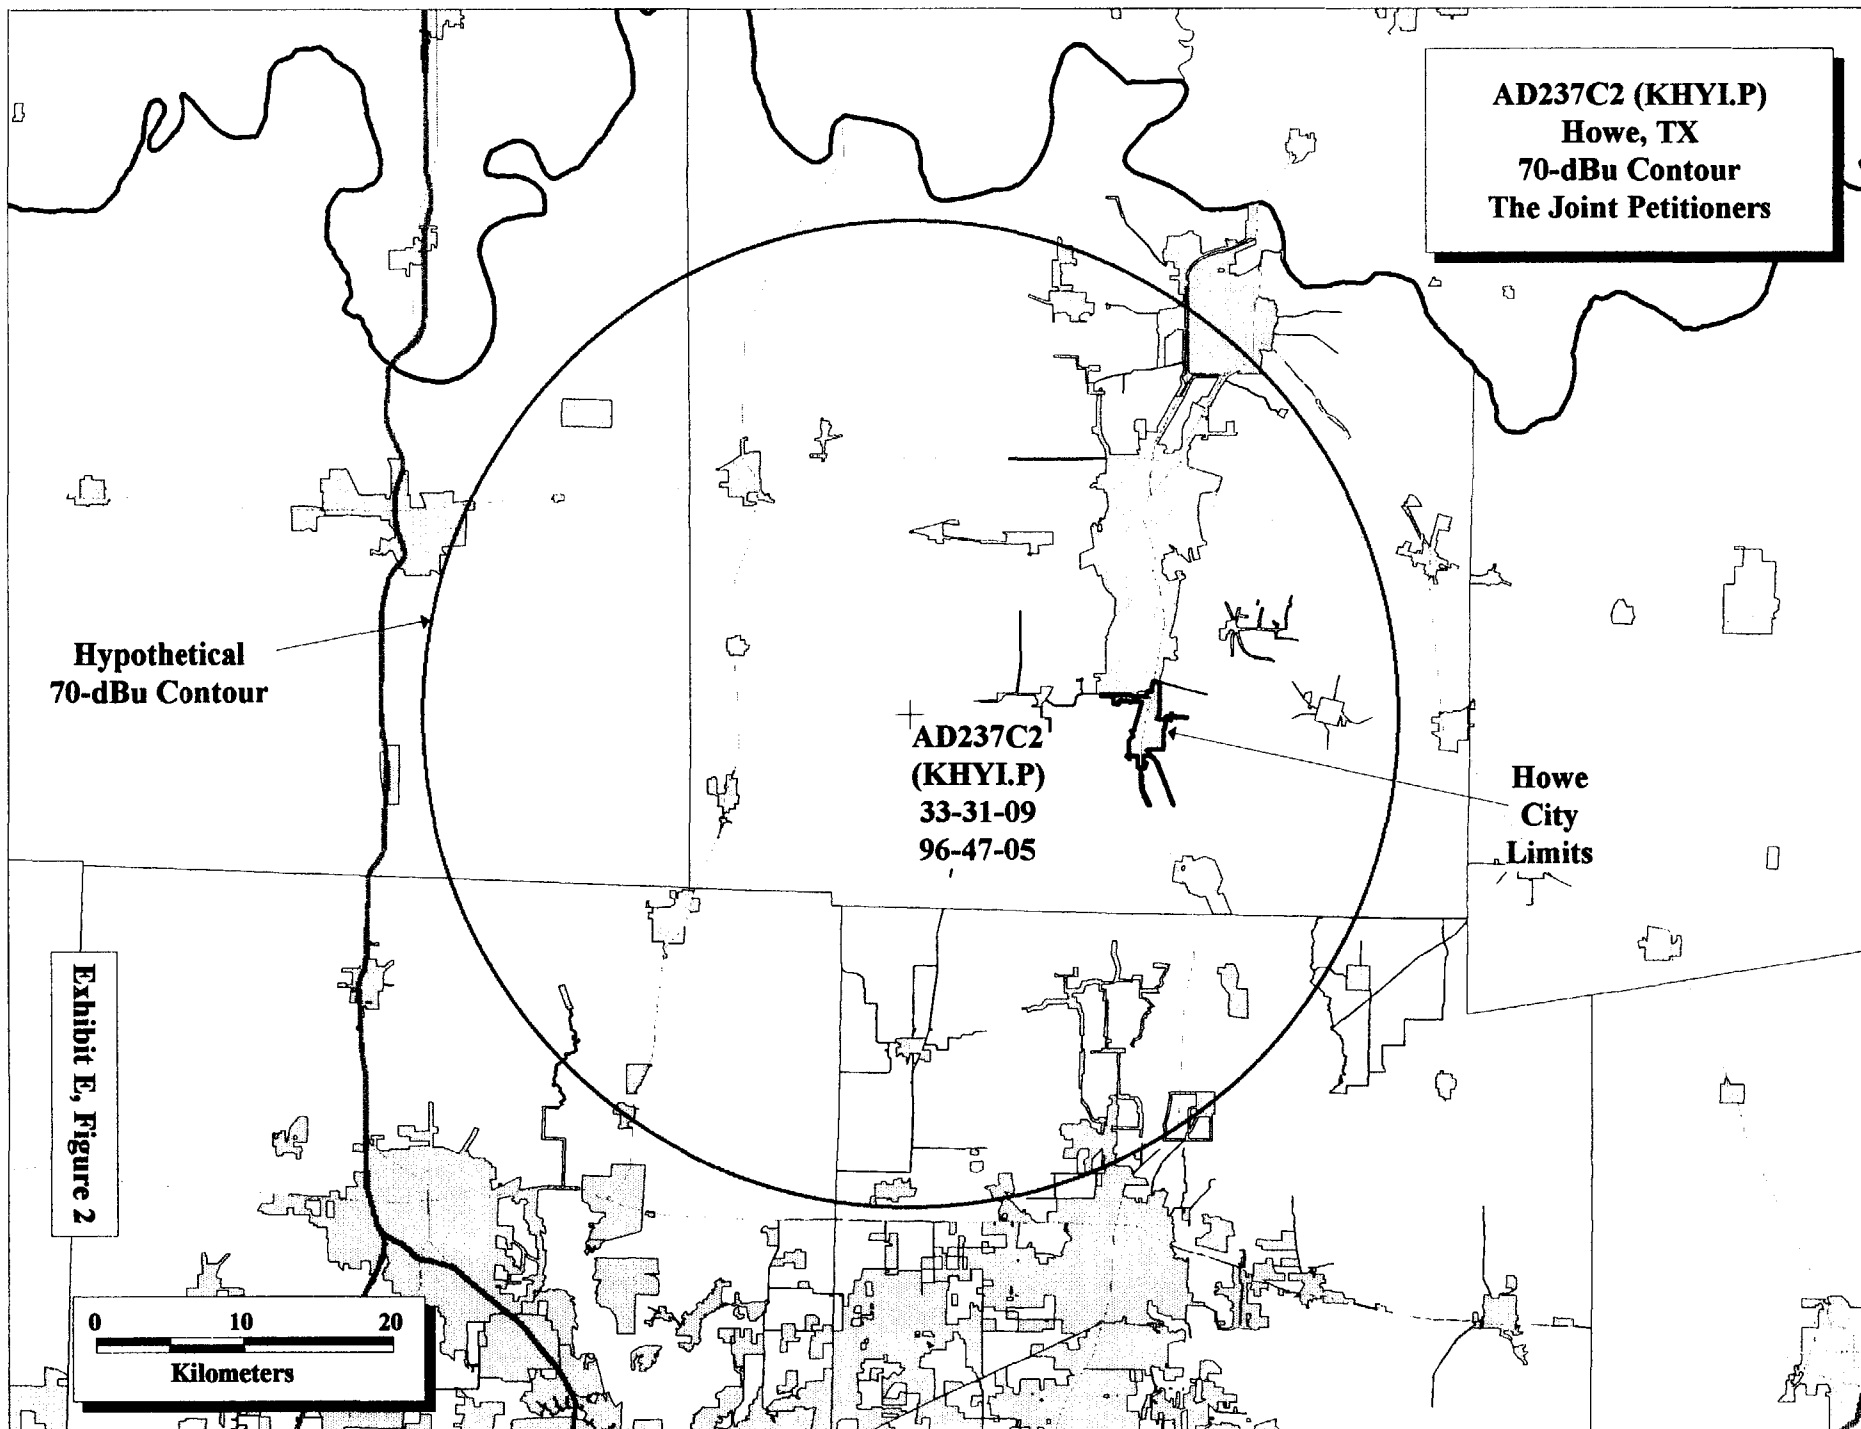 AD237C2 (KHYI.P)
Howe, TX
70-dBu Contour
The Joint Petitioners
Hypothetical
70-dBu Contour
AD237C2
(KHYI.P)
33-31-09
96-47-05
Howe
City
Limits
Exhibit E, Figure 2
0 10 20
Kilometers